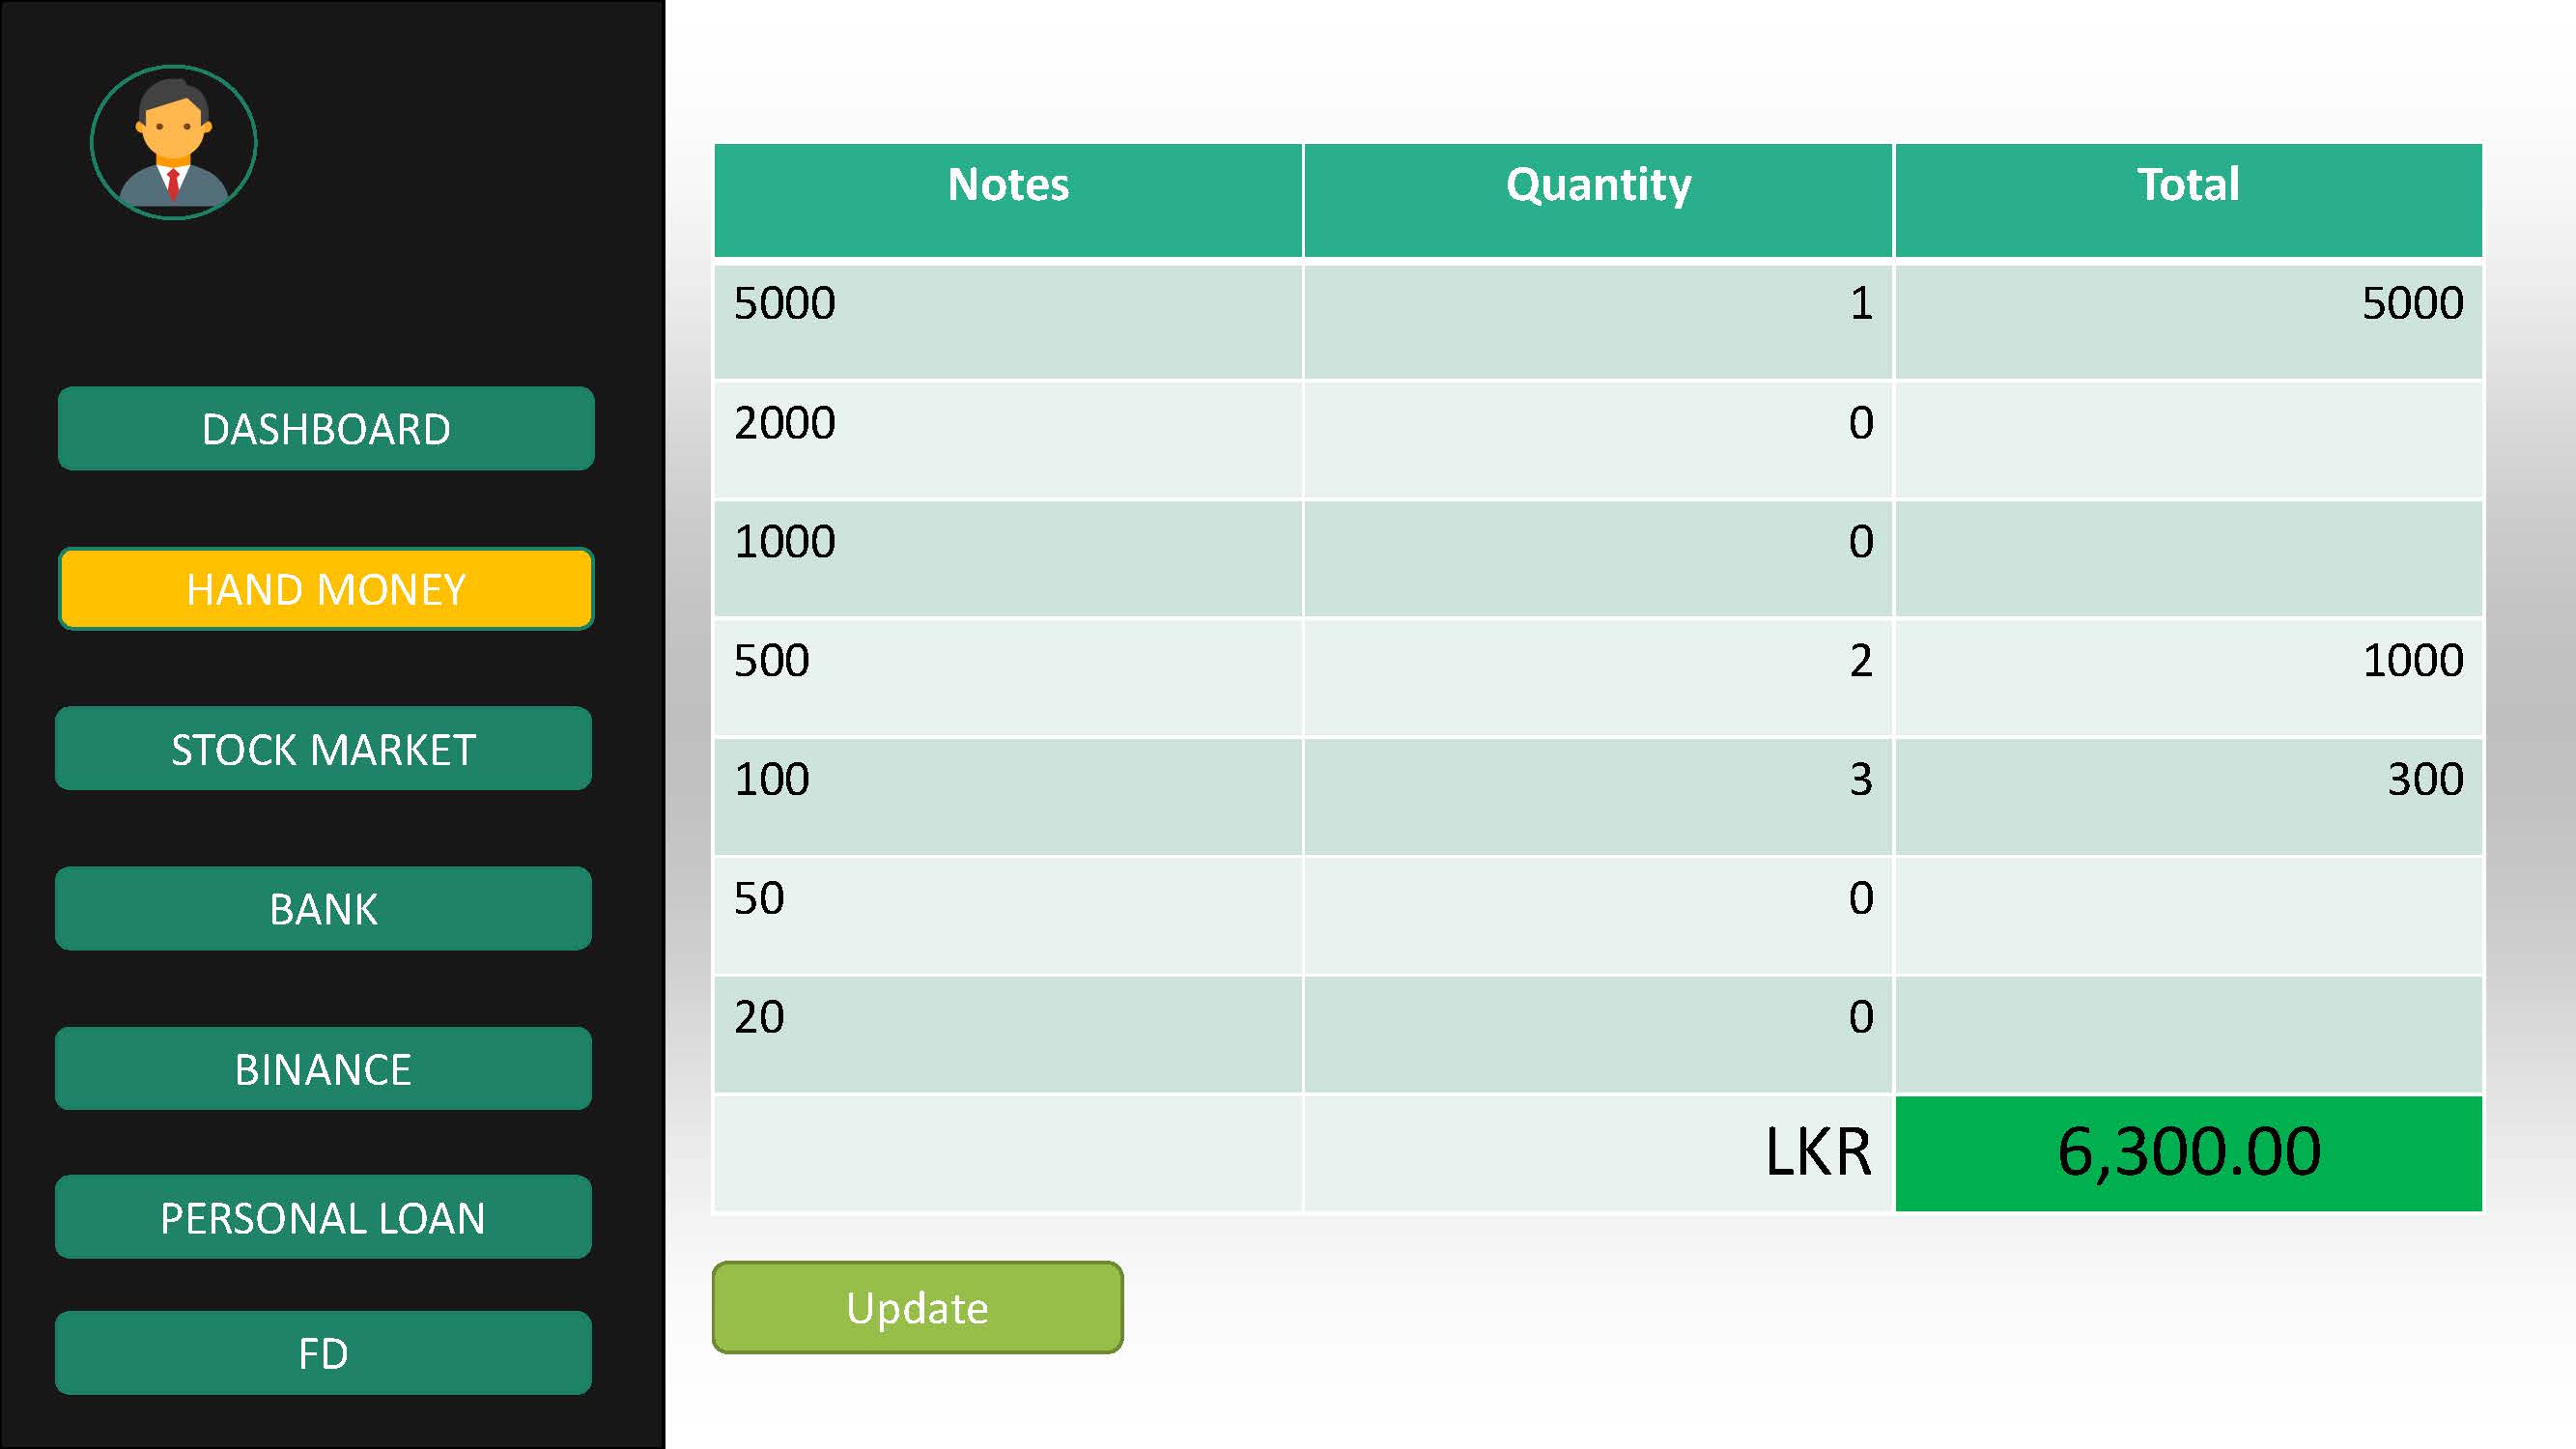 DASHBOARD
HAND MONEY
STOCK MARKET
BANK
BINANCE
PERSONAL LOAN
FD
Notes Quantity Total
5000 1 5000
2000 0
1000 0
500 2 1000
100 3 300
50 0
20 0
LKR 6,300.00
Update